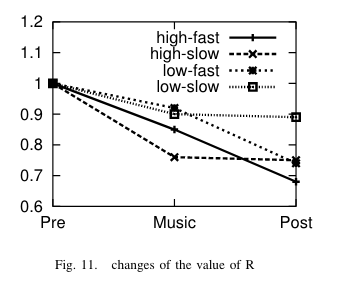 1.2
high-fast
high-slow
low-fast
low-slow
1.1
1
0.9
0.8
0.7
0.6
Pre Music Post
Fig. 11. changes of the value of R